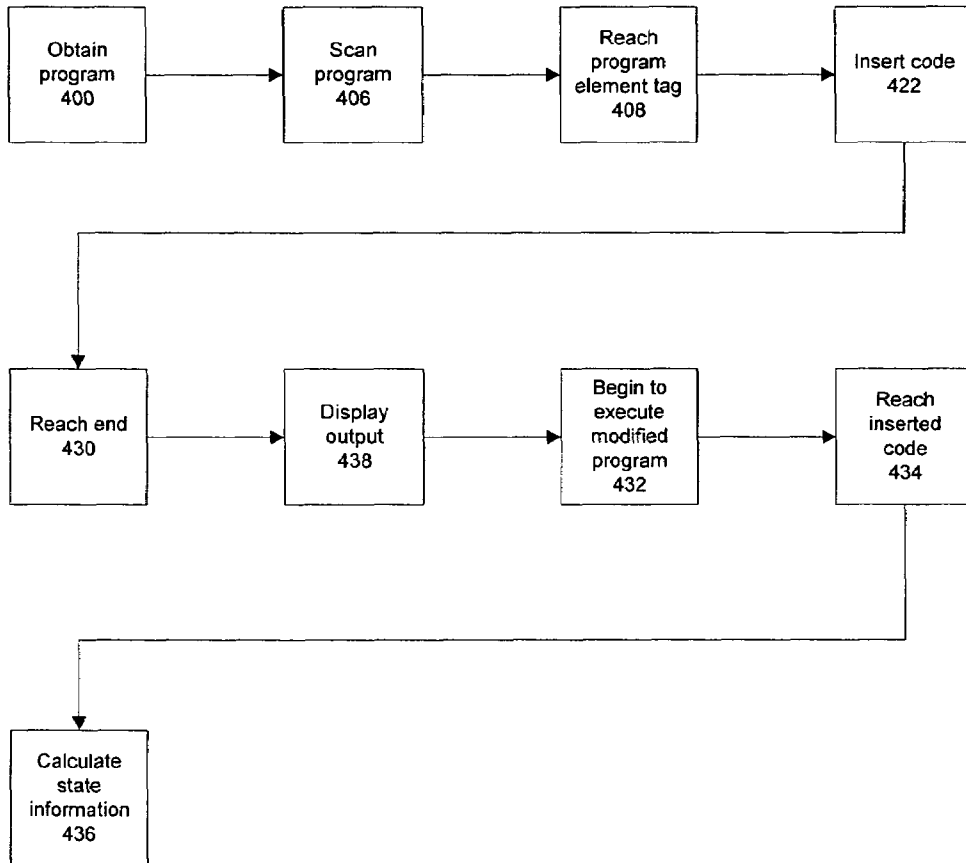 Obtain
program
400
Scan
program
406
Reach
program
element tag
408
Insert code
422
Reach end
430
Display
output
438
Begin to
execute
modified
program
432
Reach
inserted
code
434
Calculate
state
information
436